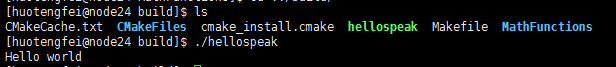 [huotengfei@node24 build]$ ls
CMakeCache.txt CMakeFiles cmake_install.cmake hellospeak Makefile MathFunctions
[huotengfei@node24 build]$ ./hellospeak
Hello world